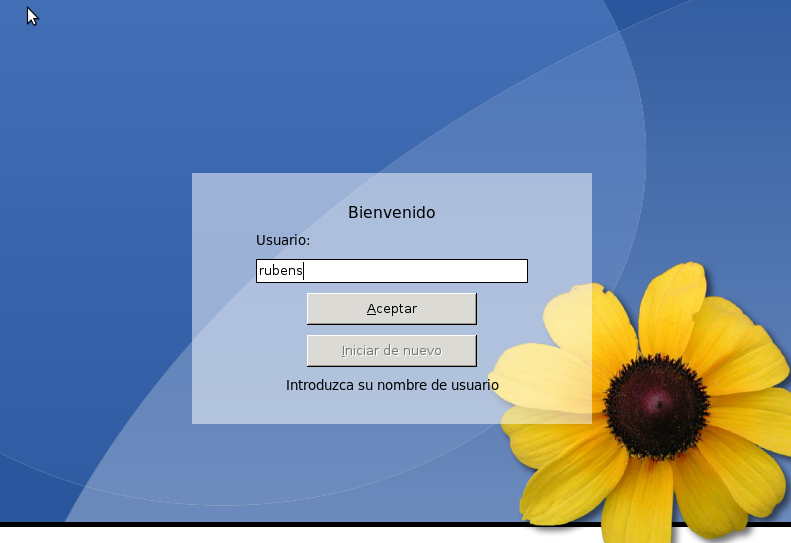 Bienvenido
Usuario:
rubens
Aceptar
Iniciar de nuevo
Introduzca su nombre de usuario